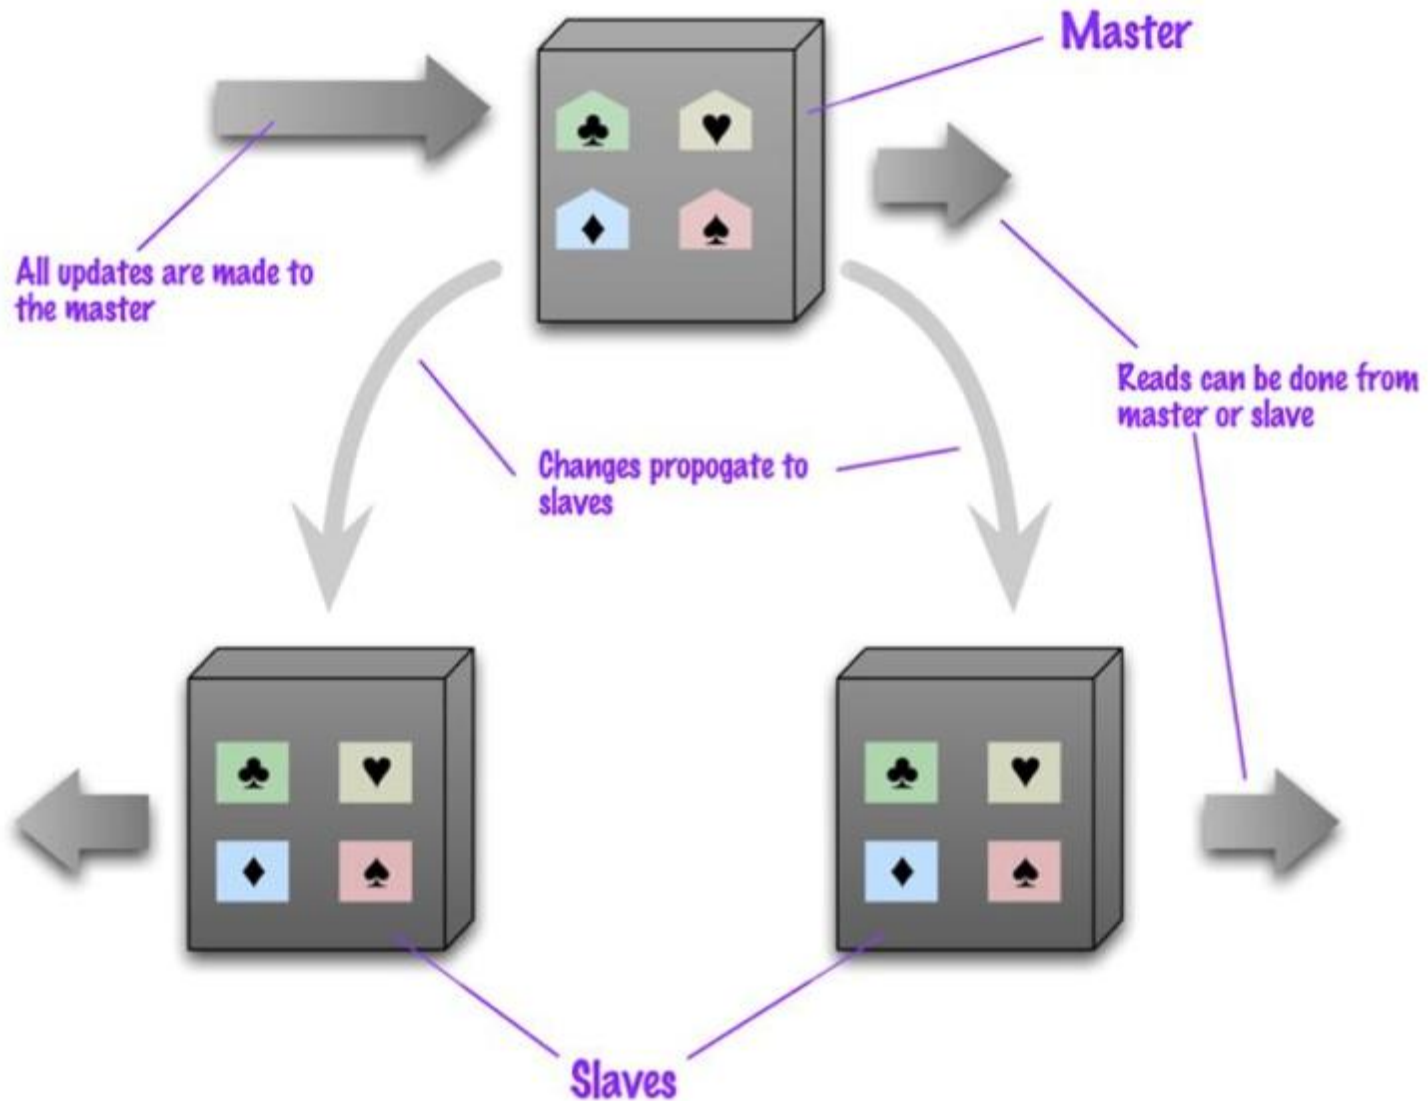 Master
All updates are made to
the master
Reads can be done from
master or slave
Changes propogate to
slaves
Slaves